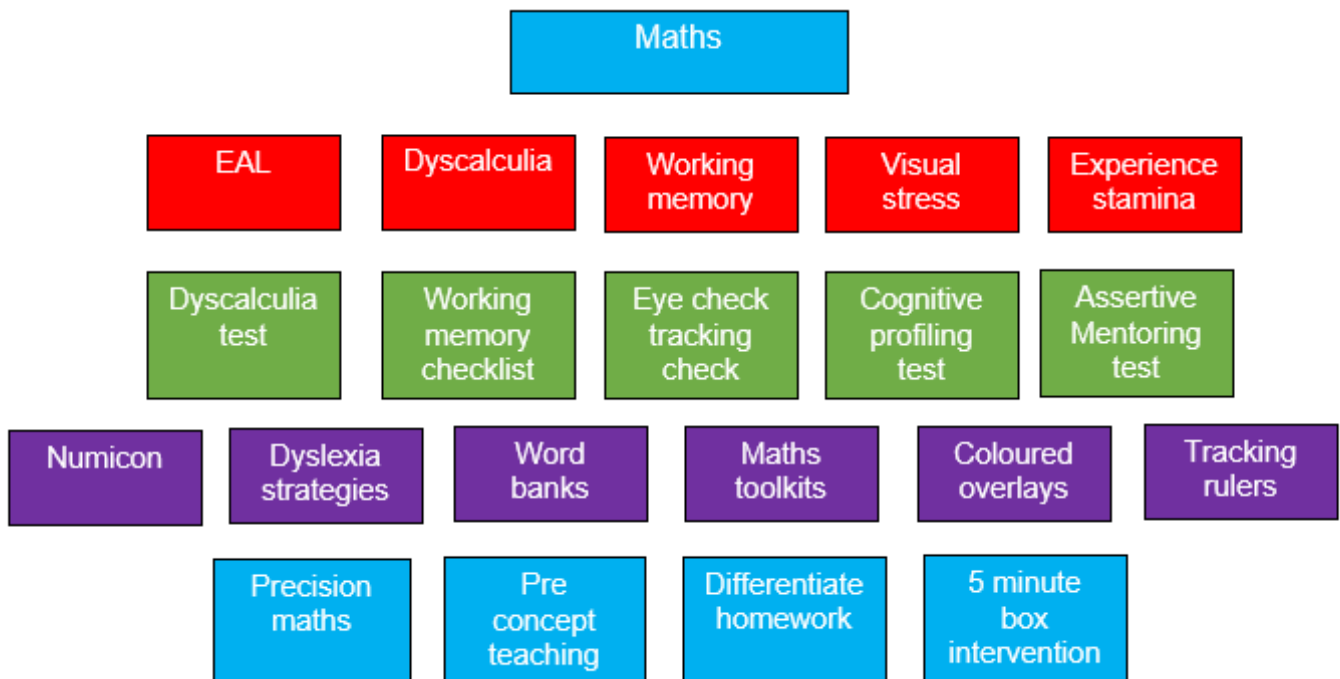 Maths
EAL
Dyscalculia
Working
memory
Visual
stress
Experience
stamina
Dyscalculia
test
Working
memory
checklist
Eye check
tracking
check
Cognitive
profiling
test
Assertive
Mentoring
test
Numicon
Dyslexia
strategies
Word
banks
Maths
toolkits
Coloured
overlays
Tracking
rulers
Precision
maths
Pre
concept
teaching
Differentiate
homework
5 minute
box
intervention